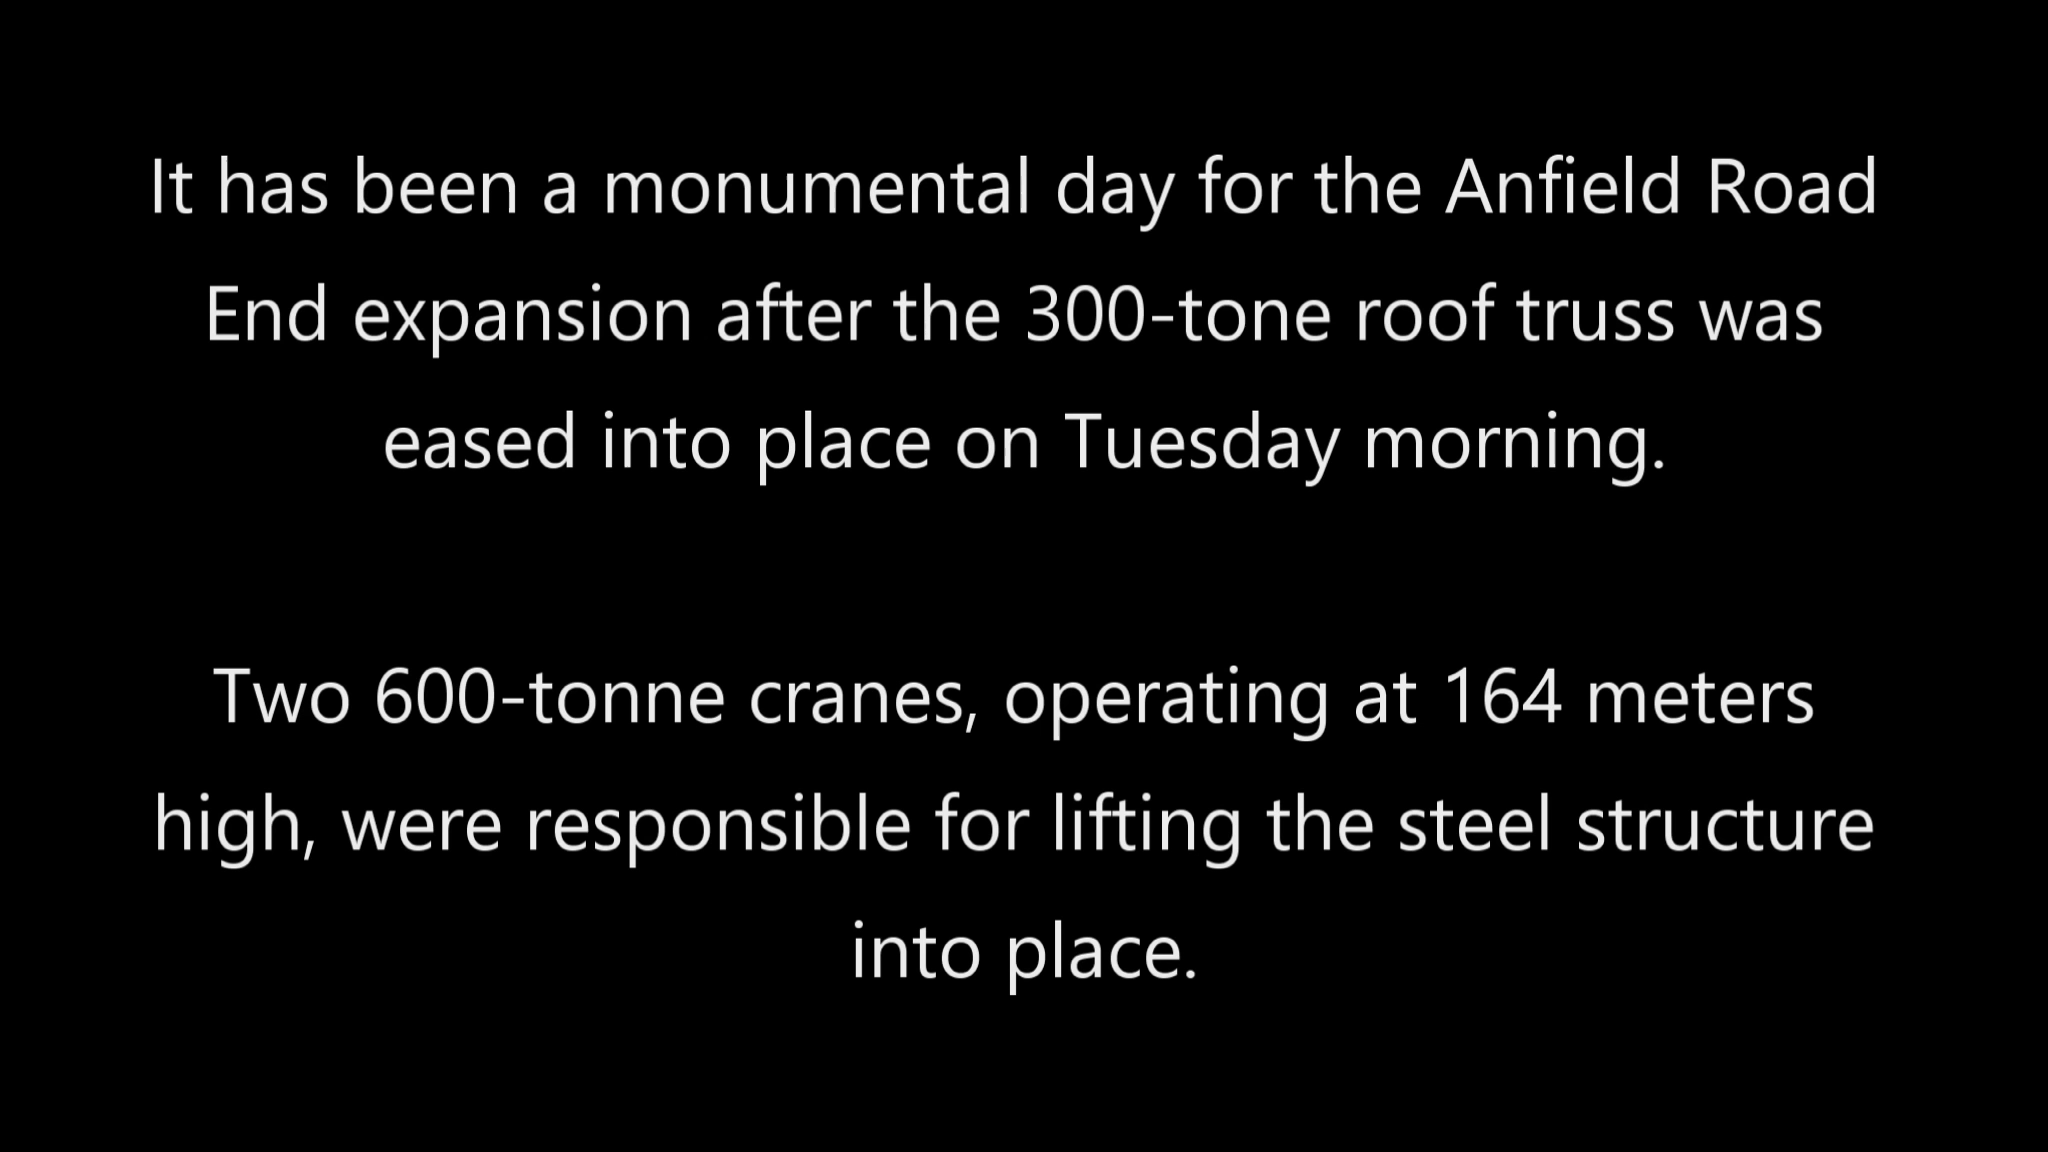 It has been a monumental day for the Anfield Road
End expansion after the 300-tone roof truss was
eased into place on Tuesday morning.
Two 600-tonne cranes, operating at 164 meters
high, were responsible for lifting the steel structure
into place.